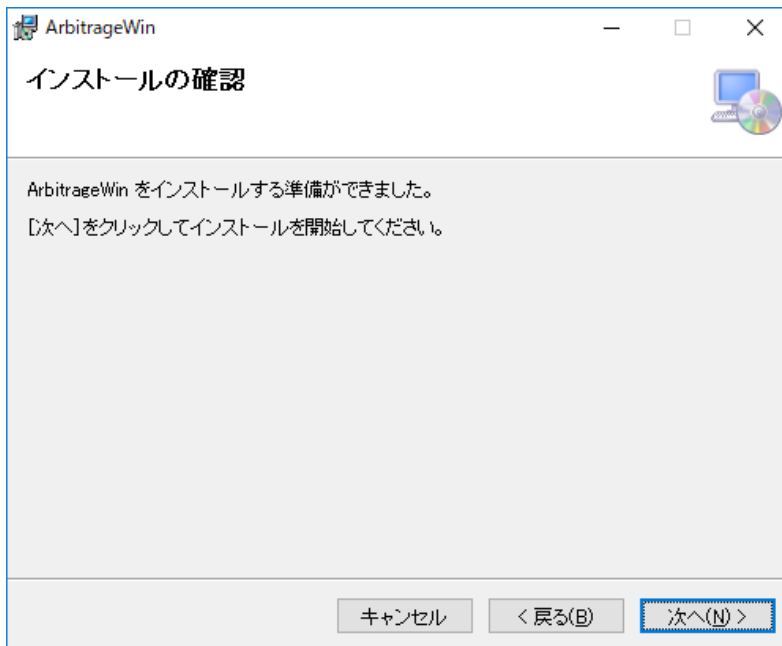 ArbitrageWin
インストールの確認
ArbitrageWin をインストールする準備ができました。
[次へ]をクリックしてインストールを開始してください。
キャンセル
< 戻る(B)
次へ(N) >